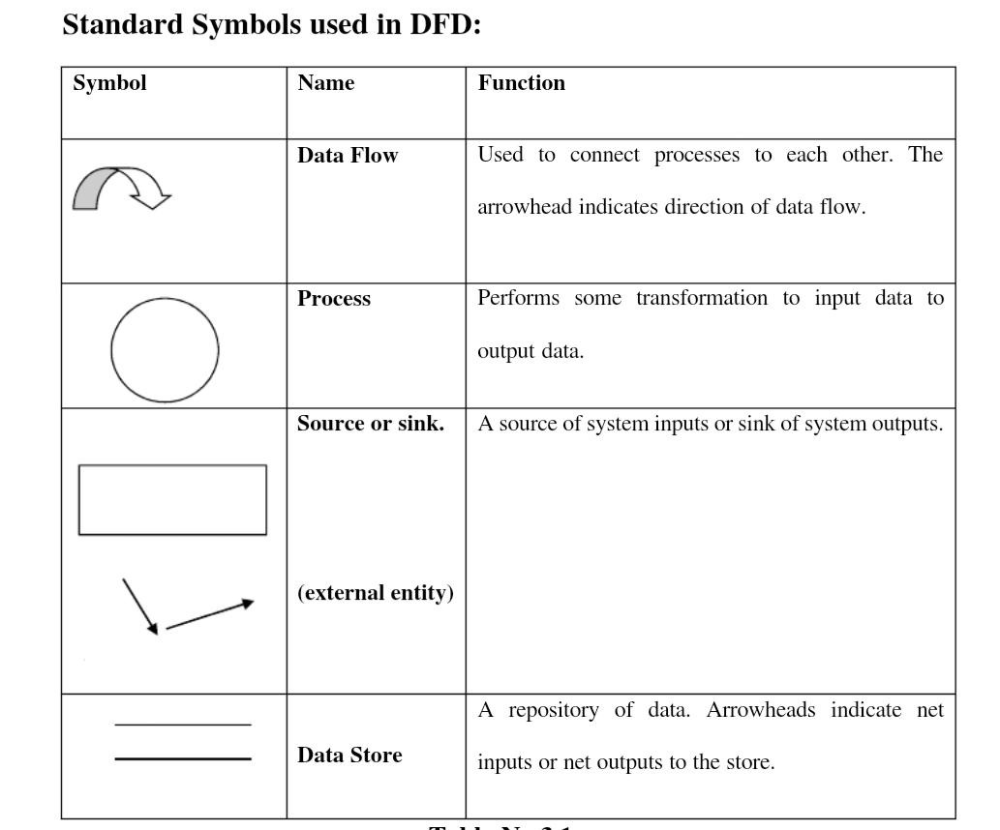 Standard Symbols used in DFD:
Symbol
Name
Function
Data Flow
Used to connect processes to each other. The
arrowhead indicates direction of data flow.
Process
Performs some transformation to input data to
output data.
Source or sink.
A source of system inputs or sink of system outputs.
(external entity)
Data Store
A repository of data. Arrowheads indicate net
inputs or net outputs to the store.